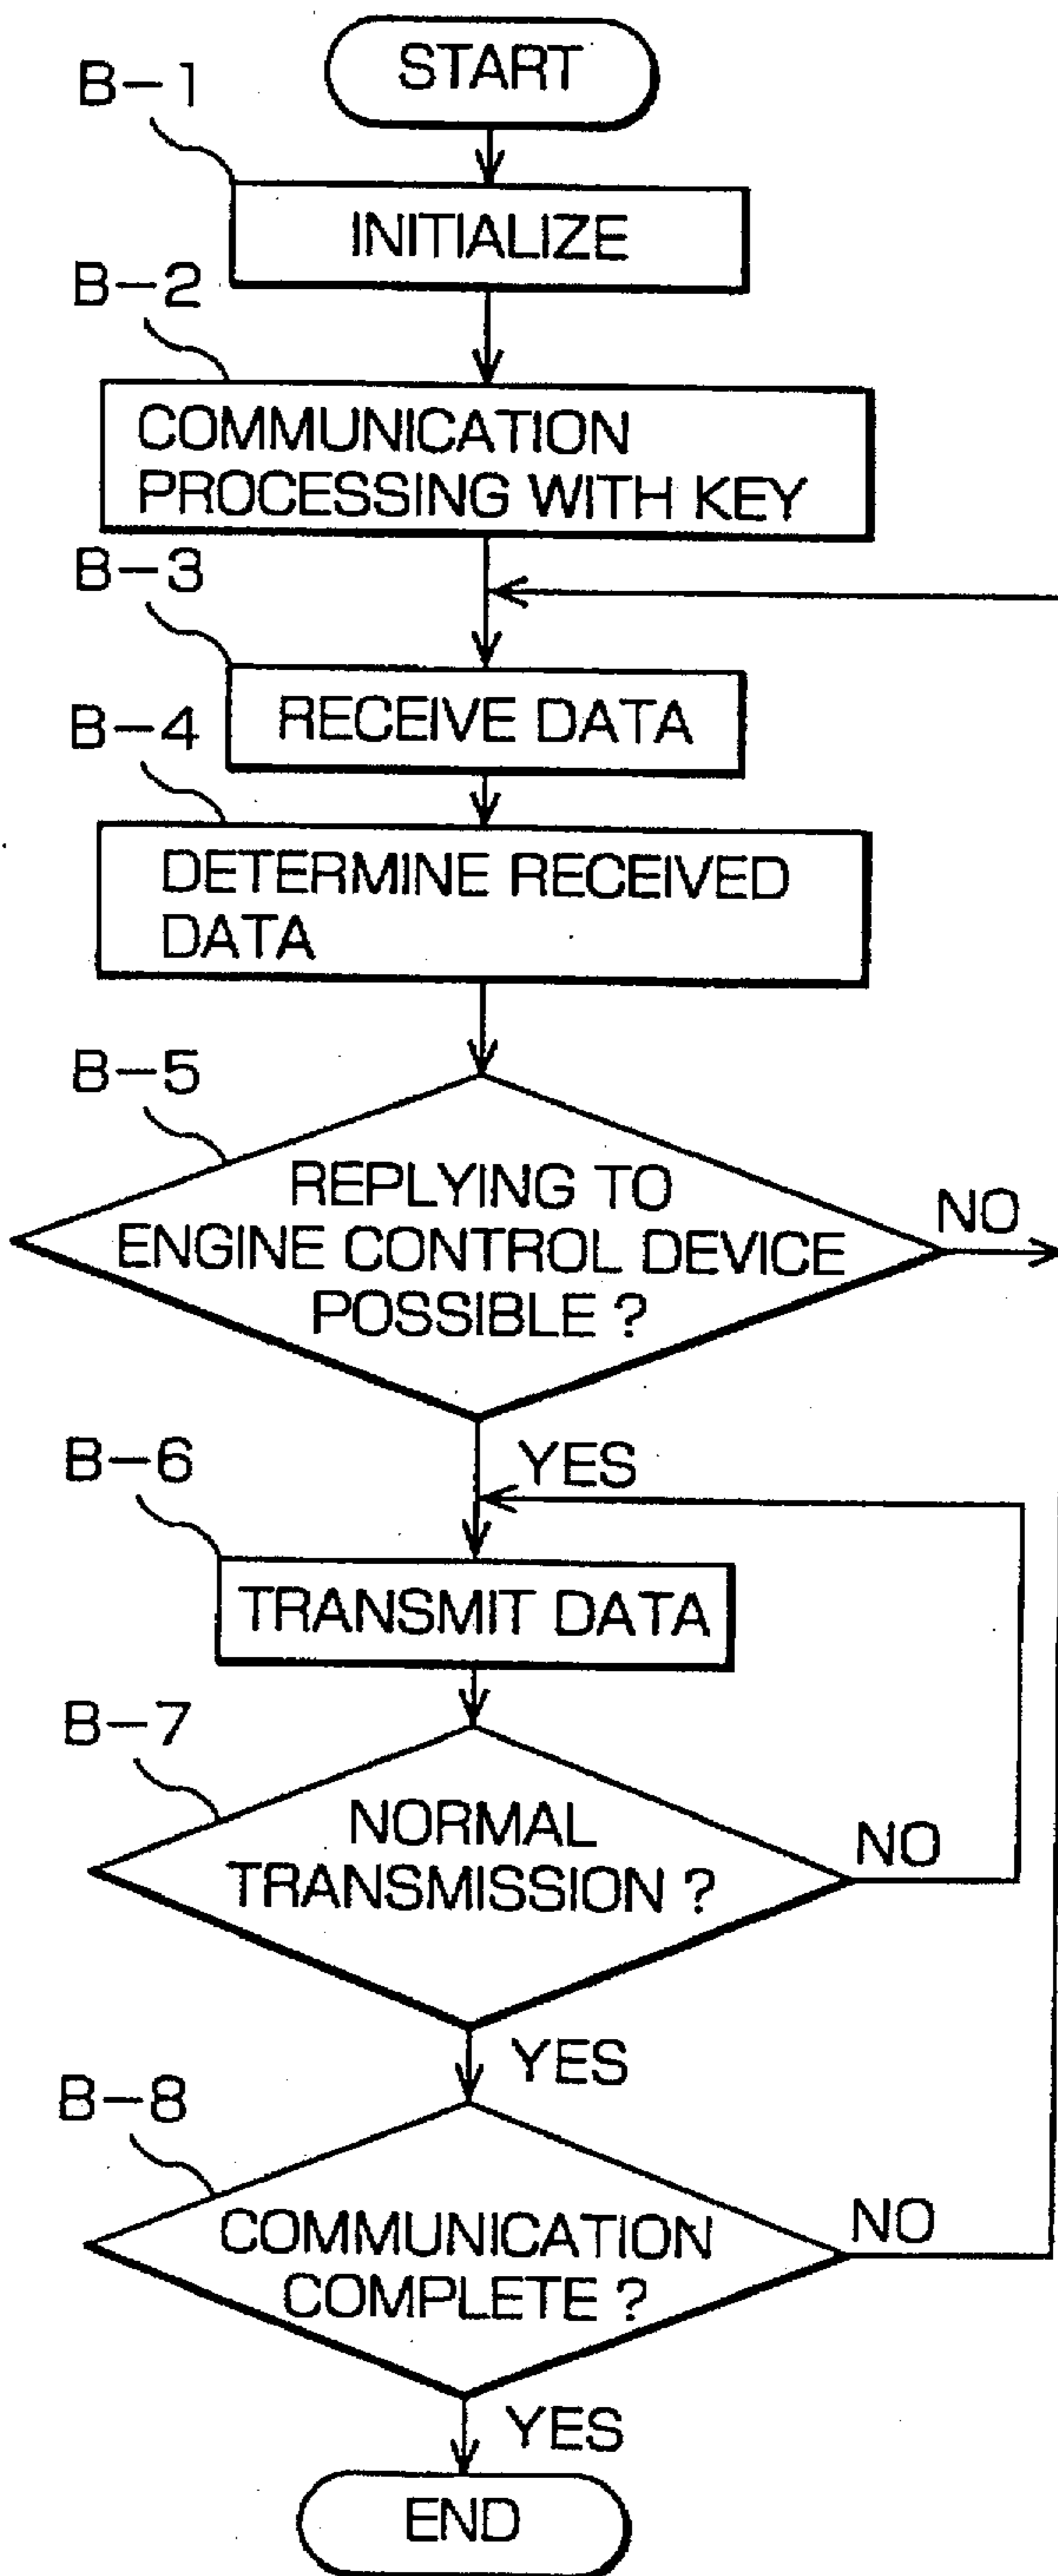 START
B-1
INITIALIZE
B-2
COMMUNICATION
PROCESSING WITH KEY
B-3
RECEIVE DATA
B-4
DETERMINE RECEIVED
DATA
B-5
REPLYING TO
ENGINE CONTROL DEVICE
POSSIBLE ?
NO
YES
B-6
TRANSMIT DATA
B-7
NORMAL
TRANSMISSION ?
NO
YES
B-8
COMMUNICATION
COMPLETE ?
NO
YES
END